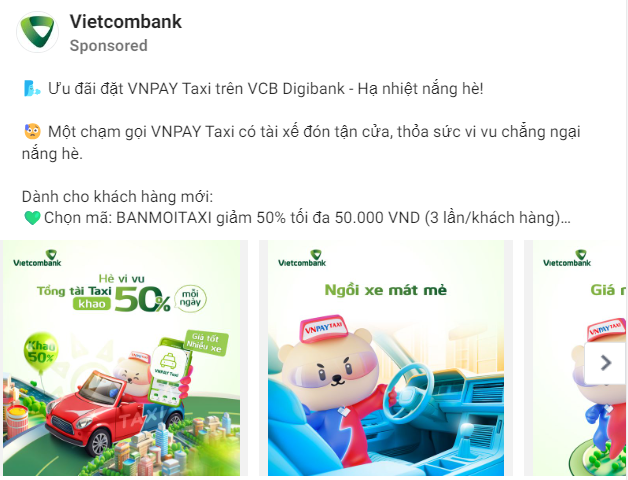 Vietcombank
Sponsored
Ưu đãi đặt VNPAY Taxi trên VCB Digibank - Hạ nhiệt nắng hè!
Một chạm gọi VNPAY Taxi có tài xế đón tận cửa, thỏa sức vi vu chẳng ngại
nắng hè.
Dành cho khách hàng mới:
Chọn mã: BANMOITAXI giảm 50% tối đa 50.000 VND (3 lần/khách hàng)...
Vietcombank
Hè vi vu
Tổng tài Taxi
khao 50% mỗi ngày
Giá tốt
Nhiều xe
Khao
50%
VNPAY Taxi
TAXI
Vietcombank
Ngồi xe mát mẻ
VNPAYTAXI
Vietcombank
Giá
VNPAYTAXI